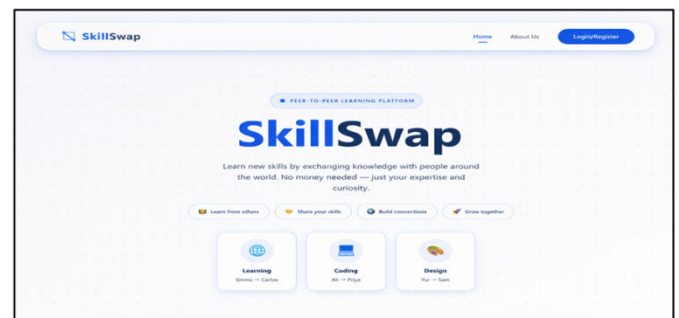 SkillSwap
Home About Us Login/Register
PEER-TO-PEER LEARNING PLATFORM
SkillSwap
Learn new skills by exchanging knowledge with people around
the world. No money needed — just your expertise and
curiosity.
Learn from others Share your skills Build connections Grow together
Learning Coding Design
Emma → Carlos Ali → Priya Yui → Sam